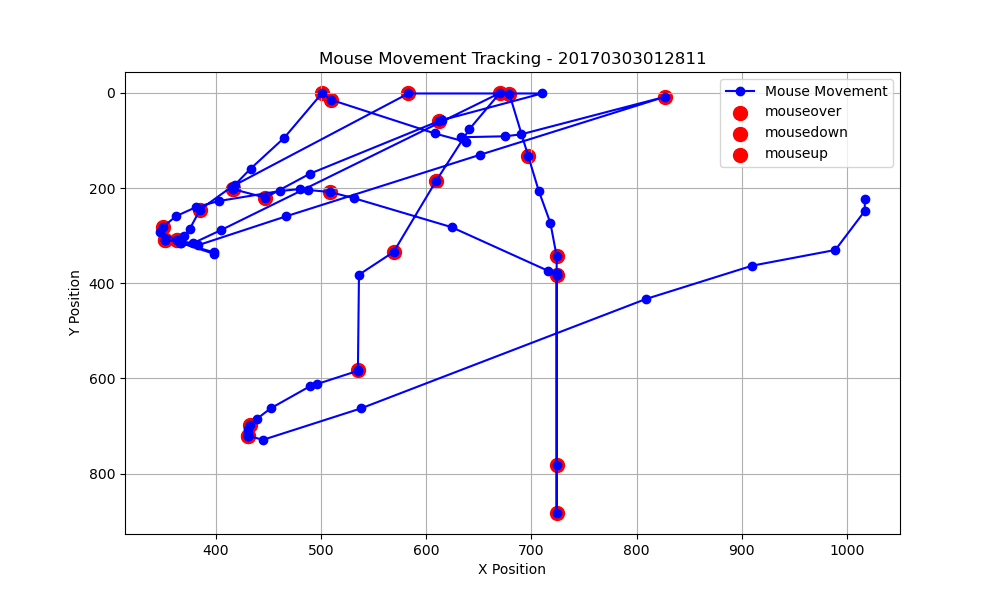 Mouse Movement Tracking - 20170303012811
Mouse Movement
mouseover
mousedown
mouseup
0
200
400
600
800
Y Position
400
500
600
700
800
900
1000
X Position